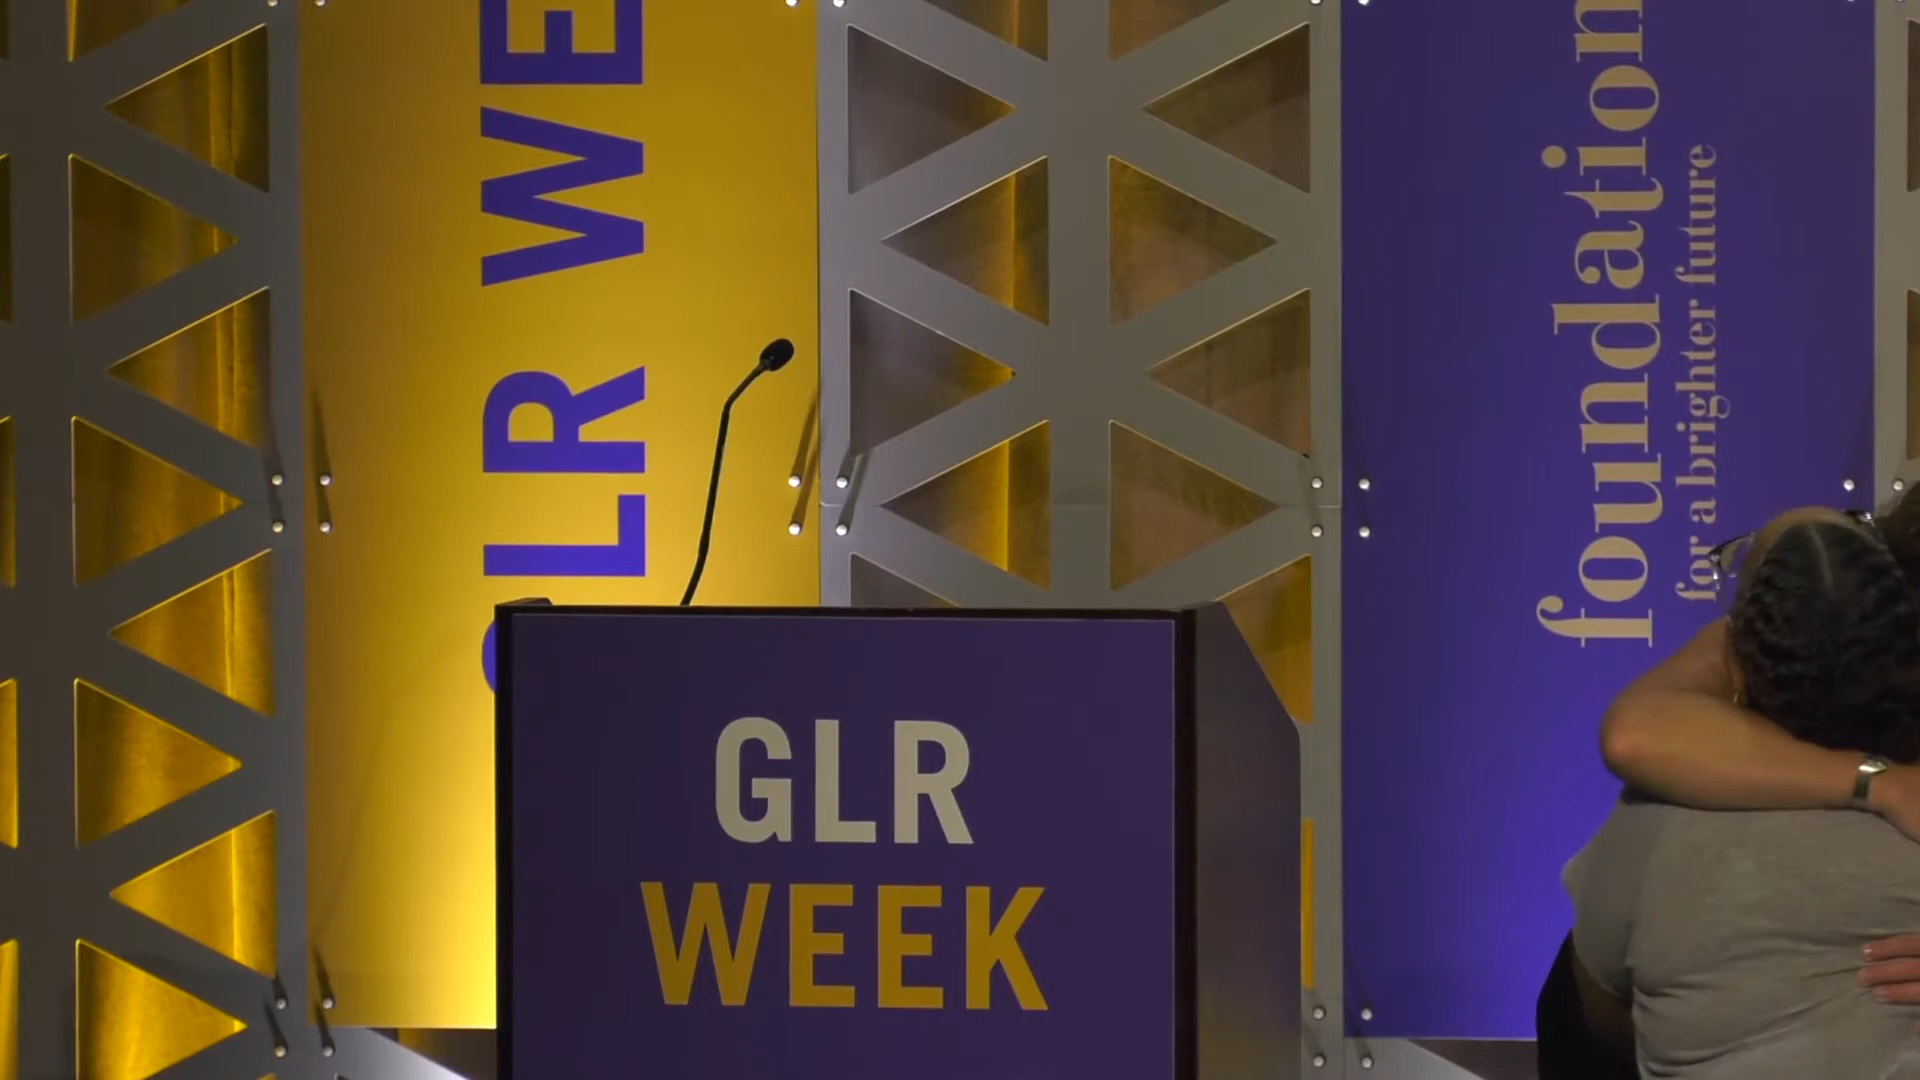 GLR WE
foundation
for a brighter future
GLR
WEEK